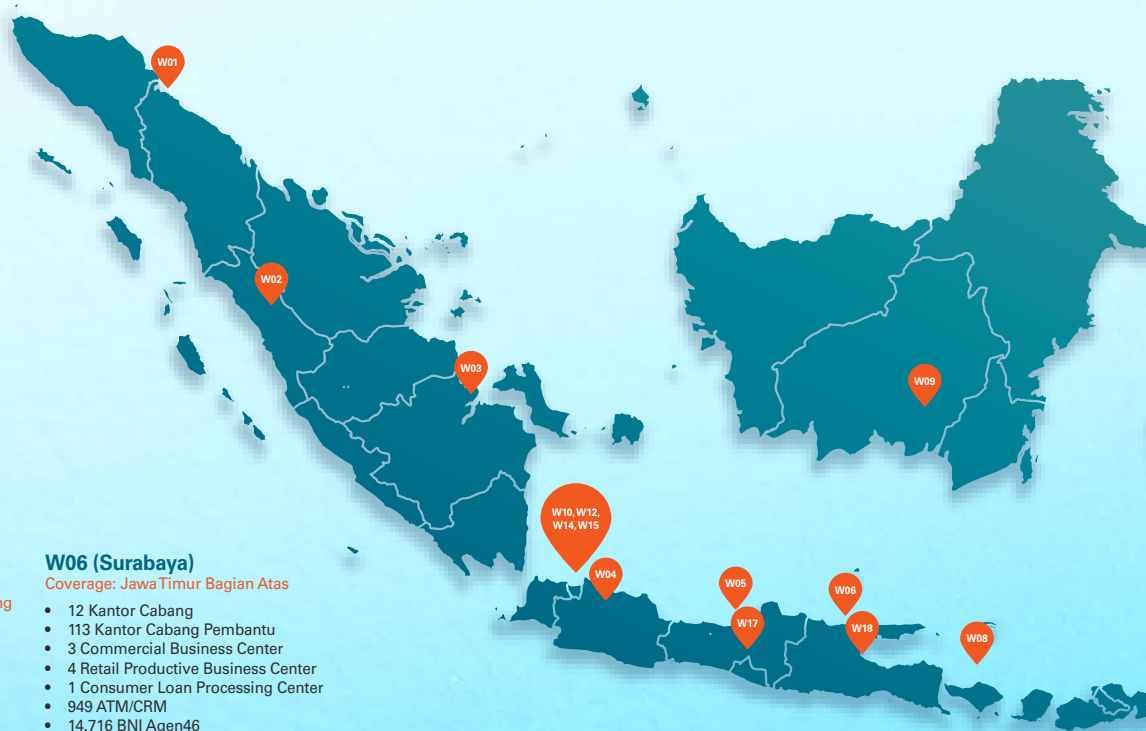 W01
W02
W03
W09
W10, W12,
W14, W15
W04
W05
W06
W17
W18
W08
W06 (Surabaya)
Coverage: Jawa Timur Bagian Atas
ng
• 12 Kantor Cabang
• 113 Kantor Cabang Pembantu
• 3 Commercial Business Center
• 4 Retail Productive Business Center
• 1 Consumer Loan Processing Center
• 949 ATM/CRM
• 14.716 BNI Agen46